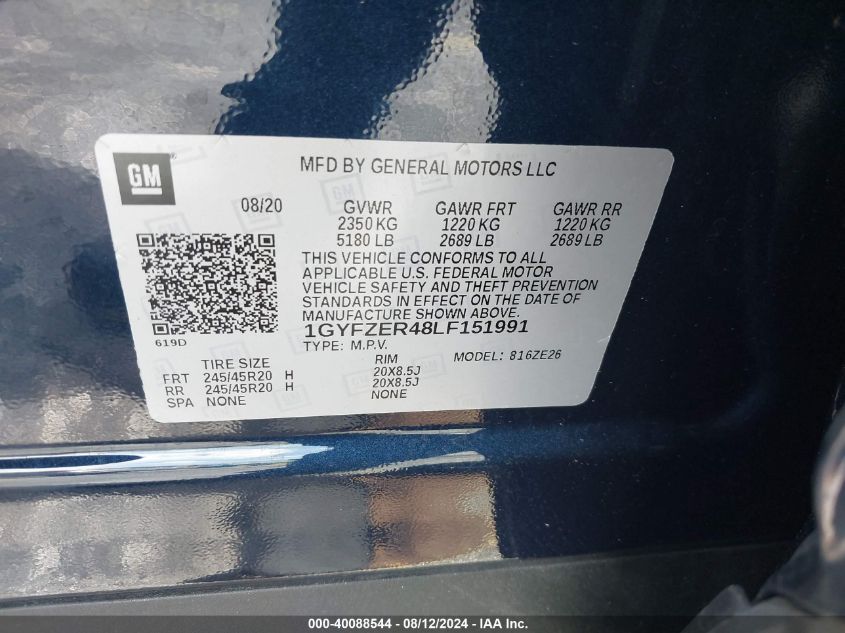 GM ®
MFD BY GENERAL MOTORS LLC
08/20 GVWR GAWR FRT GAWR RR
2350 KG 1220 KG 1220 KG
5180 LB 2689 LB 2689 LB
THIS VEHICLE CONFORMS TO ALL
APPLICABLE U.S. FEDERAL MOTOR
VEHICLE SAFETY AND THEFT PREVENTION
STANDARDS IN EFFECT ON THE DATE OF
MANUFACTURE SHOWN ABOVE.
619D 1GYFZER48LF151991
TYPE: M.P.V. MODEL: 816ZE26
TIRE SIZE RIM
FRT 245/45R20 H 20X8.5J
RR 245/45R20 H 20X8.5J
SPA NONE NONE
000-40088544 - 08/12/2024 - IAA Inc.